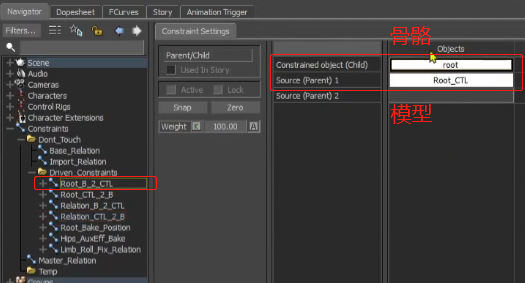 Navigator Dopesheet FCurves Story Animation Trigger
Filters...
Constraint Settings
骨骼
Parent/Child
Used In Story
Active Lock
Snap Zero
Weight K 100.00 A
Objects
Constrained object (Child) root
Source (Parent) 1 Root_CTL
Source (Parent) 2
模型
Scene
Audio
Cameras
Characters
Control Rigs
Character Extensions
Constraints
Dont_Touch
Base_Relation
Import_Relation
Driven_Constraints
Root_B_2_CTL
Root_CTL_2_B
Relation_B_2_CTL
Relation_CTL_2_B
Root_Bake_Position
Hips_AuxEff_Bake
Limb_Roll_Fix_Relation
Master_Relation
Temp
Groups